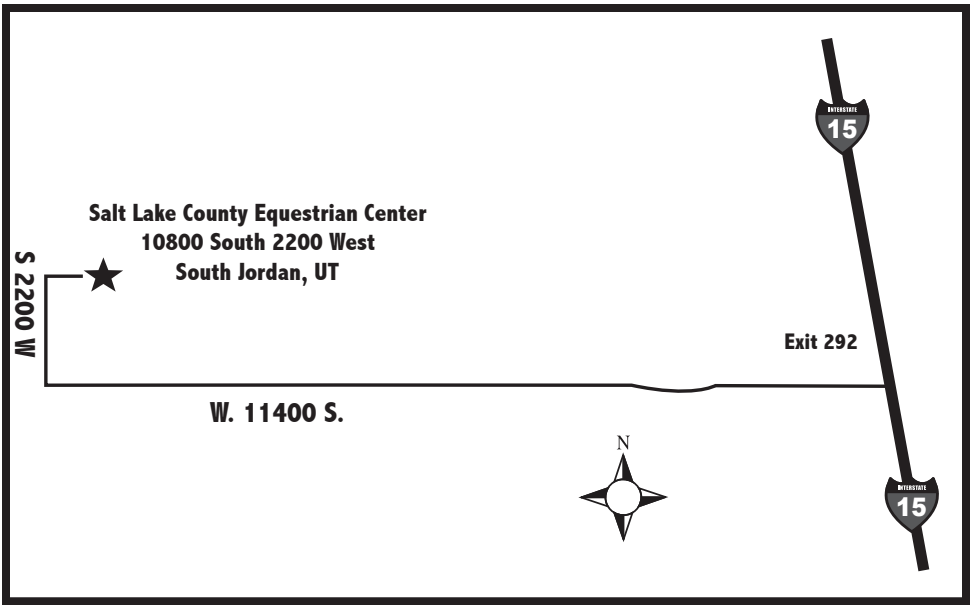 INTERSTATE
15
Salt Lake County Equestrian Center
10800 South 2200 West
South Jordan, UT
S 2200 W
Exit 292
W. 11400 S.
N
INTERSTATE
15